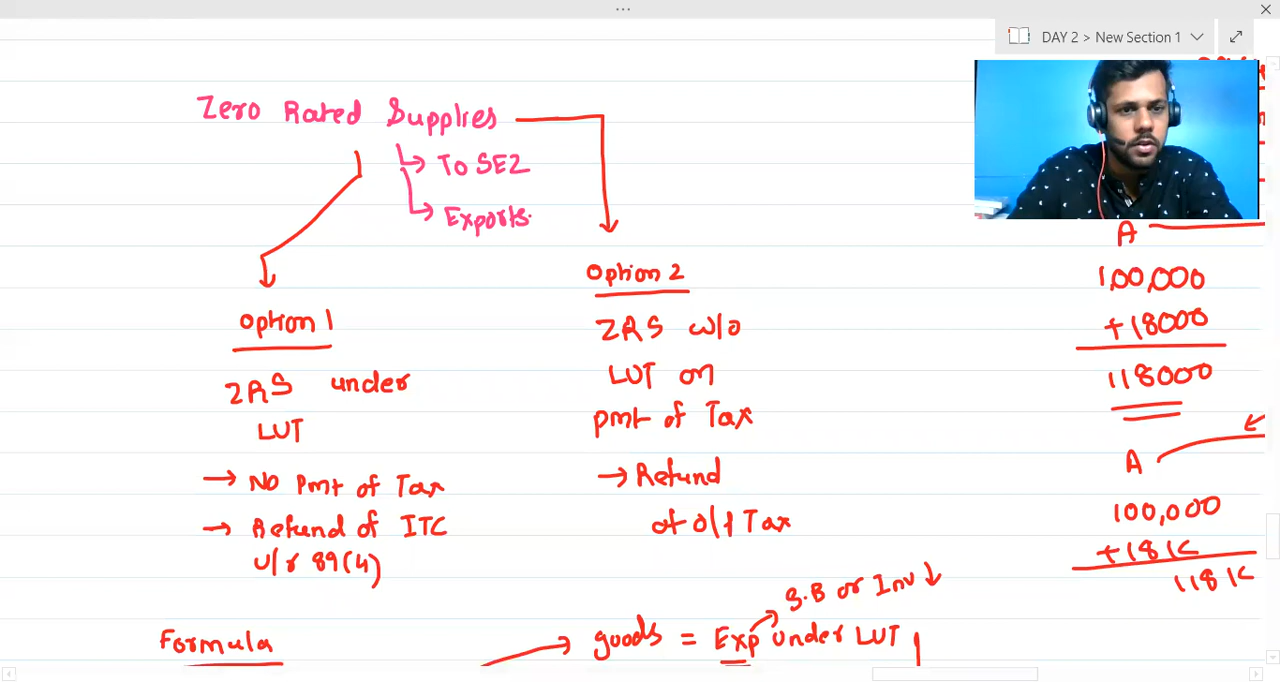 DAY 2 > New Section 1
Zero Rated Supplies
→ To SEZ
→ Exports
Option 1
ZRS under
LUT
→ No Pmt of Tax
→ Refund of ITC
u/r 89(4)
Option 2
ZRS w/o
LUT on
pmt of Tax
→ Refund
of O/P Tax
A
1,00,000
+18000
118000
A
100,000
+18K
118K
S.B or Inv ↓
Formula
→ goods = Exp under LUT